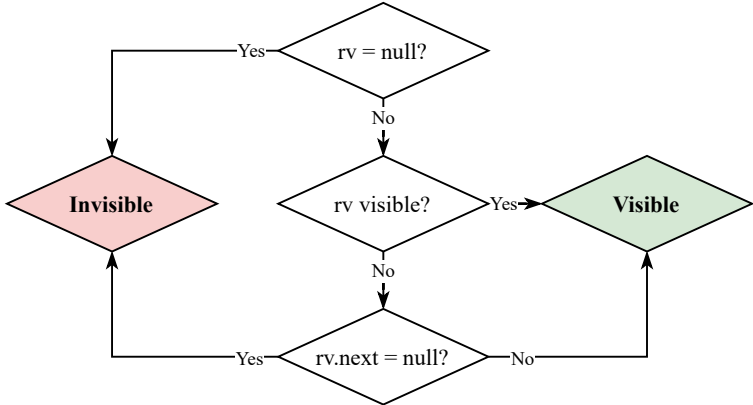 rv = null?
Yes
No
Invisible
rv visible?
Yes
Visible
No
rv.next = null?
Yes
No